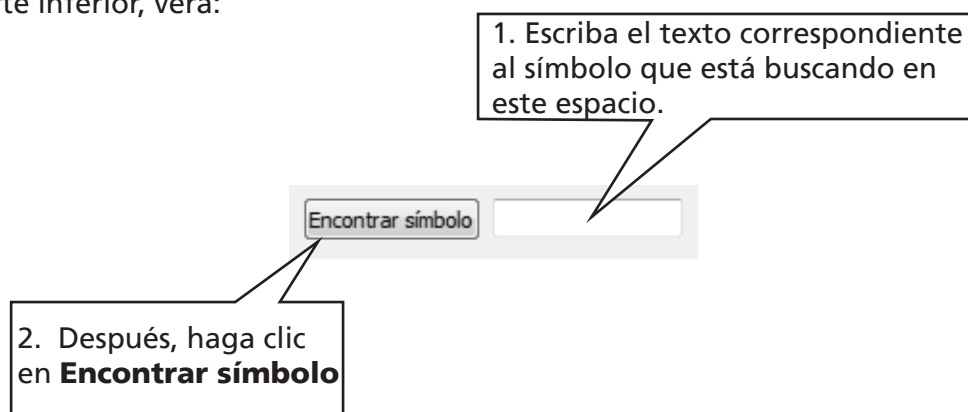 rte inferior, verá:
1. Escriba el texto correspondiente
al símbolo que está buscando en
este espacio.
Encontrar símbolo
2. Después, haga clic
en Encontrar símbolo